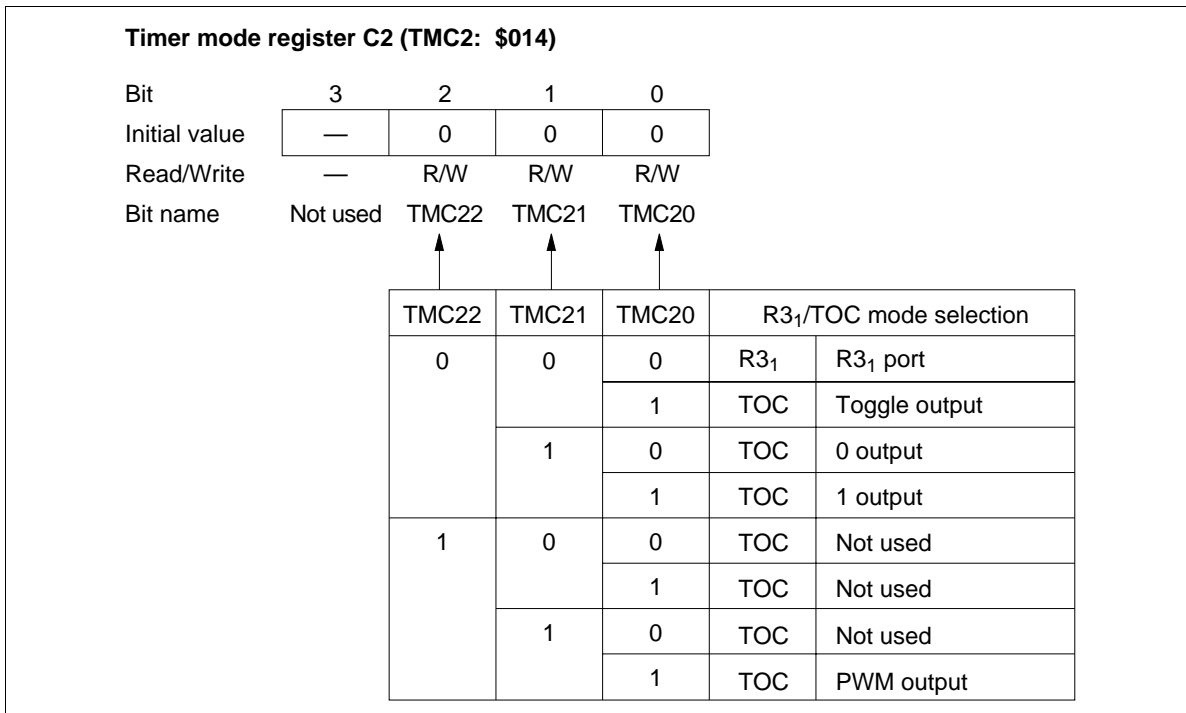 Timer mode register C2 (TMC2: $014)
Bit 3 2 1 0
Initial value — 0 0 0
Read/Write — R/W R/W R/W
Bit name Not used TMC22 TMC21 TMC20
TMC22 TMC21 TMC20 R3₁/TOC mode selection
0 0 0 R3₁ R3₁ port
1 TOC Toggle output
1 0 TOC 0 output
1 TOC 1 output
1 0 0 TOC Not used
1 TOC Not used
1 0 TOC Not used
1 TOC PWM output